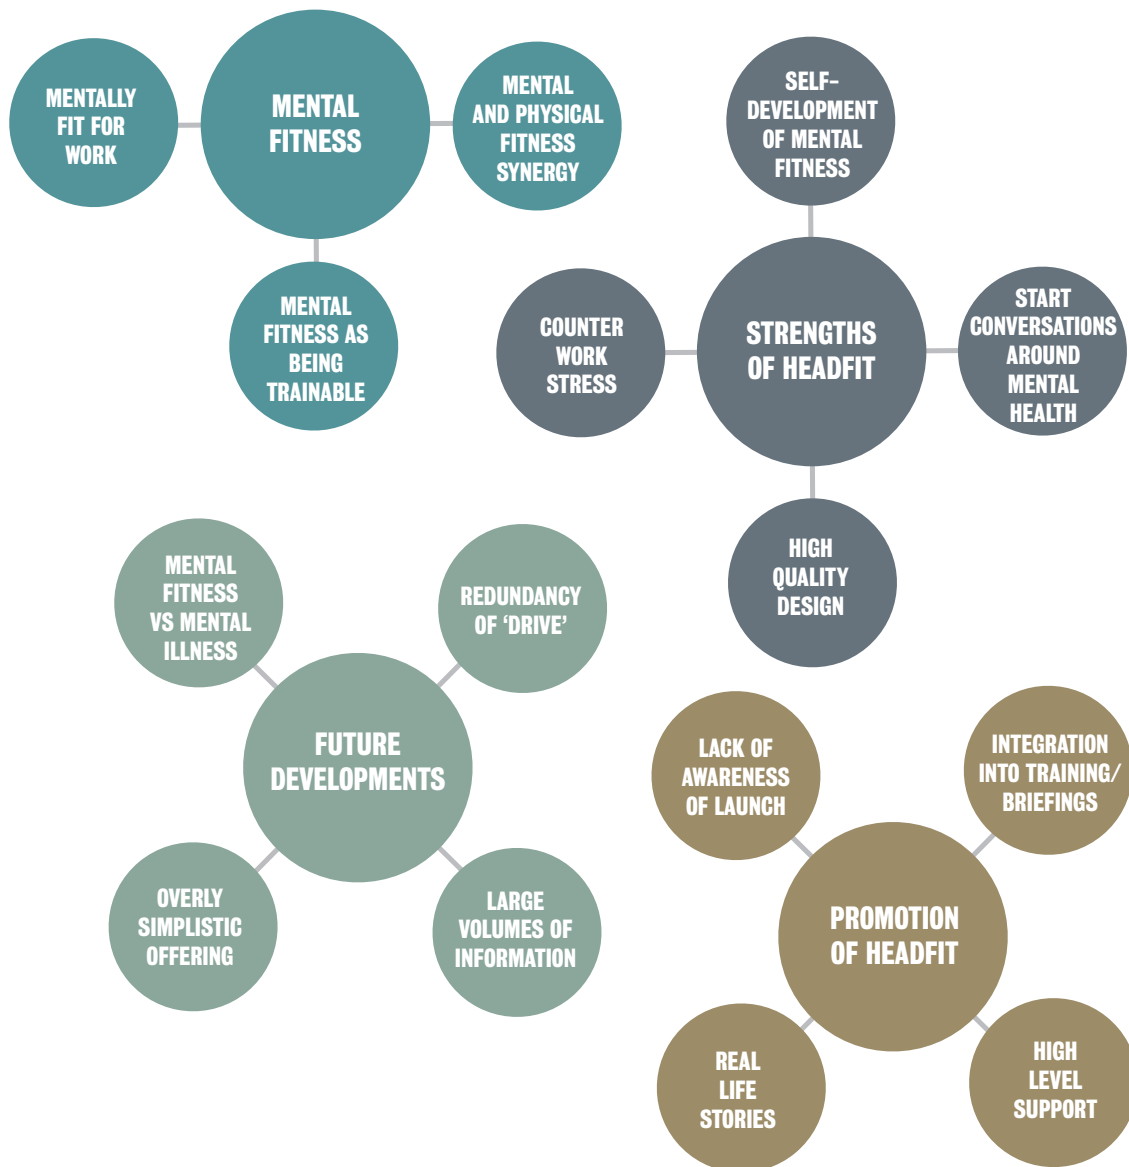 MENTALLY
FIT FOR
WORK
MENTAL
FITNESS
MENTAL
AND PHYSICAL
FITNESS
SYNERGY
MENTAL
FITNESS AS
BEING
TRAINABLE
SELF–
DEVELOPMENT
OF MENTAL
FITNESS
COUNTER
WORK
STRESS
STRENGTHS
OF HEADFIT
START
CONVERSATIONS
AROUND
MENTAL
HEALTH
HIGH
QUALITY
DESIGN
MENTAL
FITNESS
VS MENTAL
ILLNESS
REDUNDANCY
OF ‘DRIVE’
FUTURE
DEVELOPMENTS
OVERLY
SIMPLISTIC
OFFERING
LARGE
VOLUMES OF
INFORMATION
LACK OF
AWARENESS
OF LAUNCH
INTEGRATION
INTO TRAINING/
BRIEFINGS
PROMOTION
OF HEADFIT
REAL
LIFE
STORIES
HIGH
LEVEL
SUPPORT